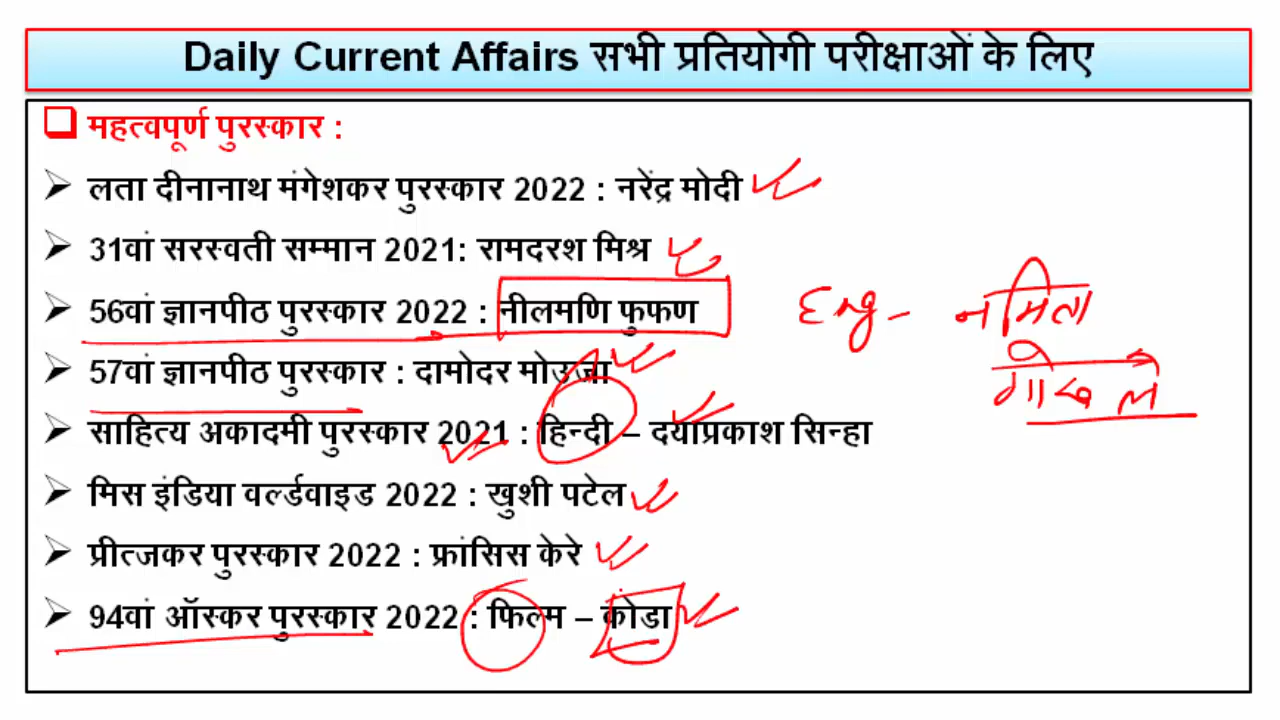 Daily Current Affairs सभी प्रतियोगी परीक्षाओं के लिए
महत्वपूर्ण पुरस्कार :
लता दीनानाथ मंगेशकर पुरस्कार 2022 : नरेंद्र मोदी
31वां सरस्वती सम्मान 2021: रामदरश मिश्र
56वां ज्ञानपीठ पुरस्कार 2022 : नीलमणि फुफण
57वां ज्ञानपीठ पुरस्कार : दामोदर मोउजा
साहित्य अकादमी पुरस्कार 2021 : हिन्दी – दयाप्रकाश सिन्हा
मिस इंडिया वर्ल्डवाइड 2022 : खुशी पटेल
प्रीत्जकर पुरस्कार 2022 : फ्रांसिस केरे
94वां ऑस्कर पुरस्कार 2022 : फिल्म – कोडा
Eng - नमिता
गोखले